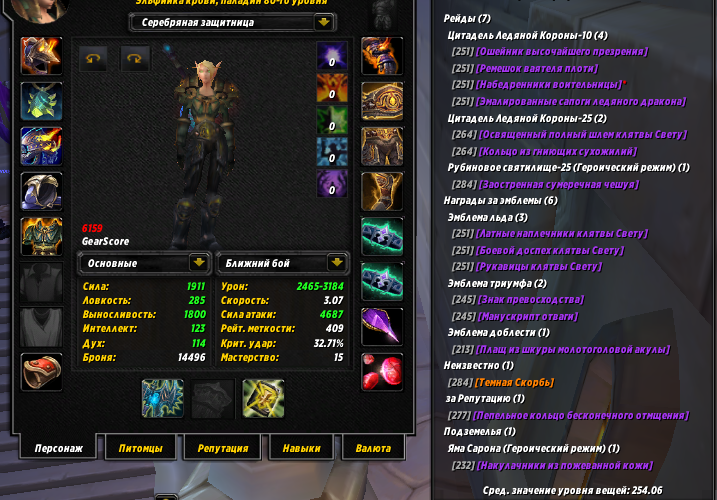 Эльфийка крови, паладин 80-го уровня
Серебряная защитница
0
0
0
0
0
6159
GearScore
Основные
Ближний бой
Сила: 1911
Ловкость: 285
Выносливость: 1800
Интеллект: 123
Дух: 114
Броня: 14496
Урон: 2465-3184
Скорость: 3.07
Сила атаки: 4687
Рейт. меткости: 409
Крит. удар: 32.71%
Мастерство: 15
Персонаж
Питомцы
Репутация
Навыки
Валюта
Рейды (7)
Цитадель Ледяной Короны-10 (4)
[251] [Ошейник высочайшего презрения]
[251] [Ремешок ваятеля плоти]
[251] [Набедренники воительницы]*
[251] [Эмалированные сапоги ледяного дракона]
Цитадель Ледяной Короны-25 (2)
[264] [Освященный полный шлем клятвы Свету]
[264] [Кольцо из гниющих сухожилий]
Рубиновое святилище-25 (Героический режим) (1)
[284] [Заостренная сумеречная чешуя]
Награды за эмблемы (6)
Эмблема льда (3)
[251] [Латные наплечники клятвы Свету]
[251] [Боевой доспех клятвы Свету]
[251] [Рукавицы клятвы Свету]
Эмблема триумфа (2)
[245] [Знак превосходства]
[245] [Манускрипт отваги]
Эмблема доблести (1)
[213] [Плащ из шкуры молотоголовой акулы]
Неизвестно (1)
[284] [Темная Скорбь]
за Репутацию (1)
[277] [Пепельное кольцо бесконечного отмщения]
Подземелья (1)
Яма Сарона (Героический режим) (1)
[232] [Накулачники из пожеванной кожи]
Сред. значение уровня вещей: 254.06